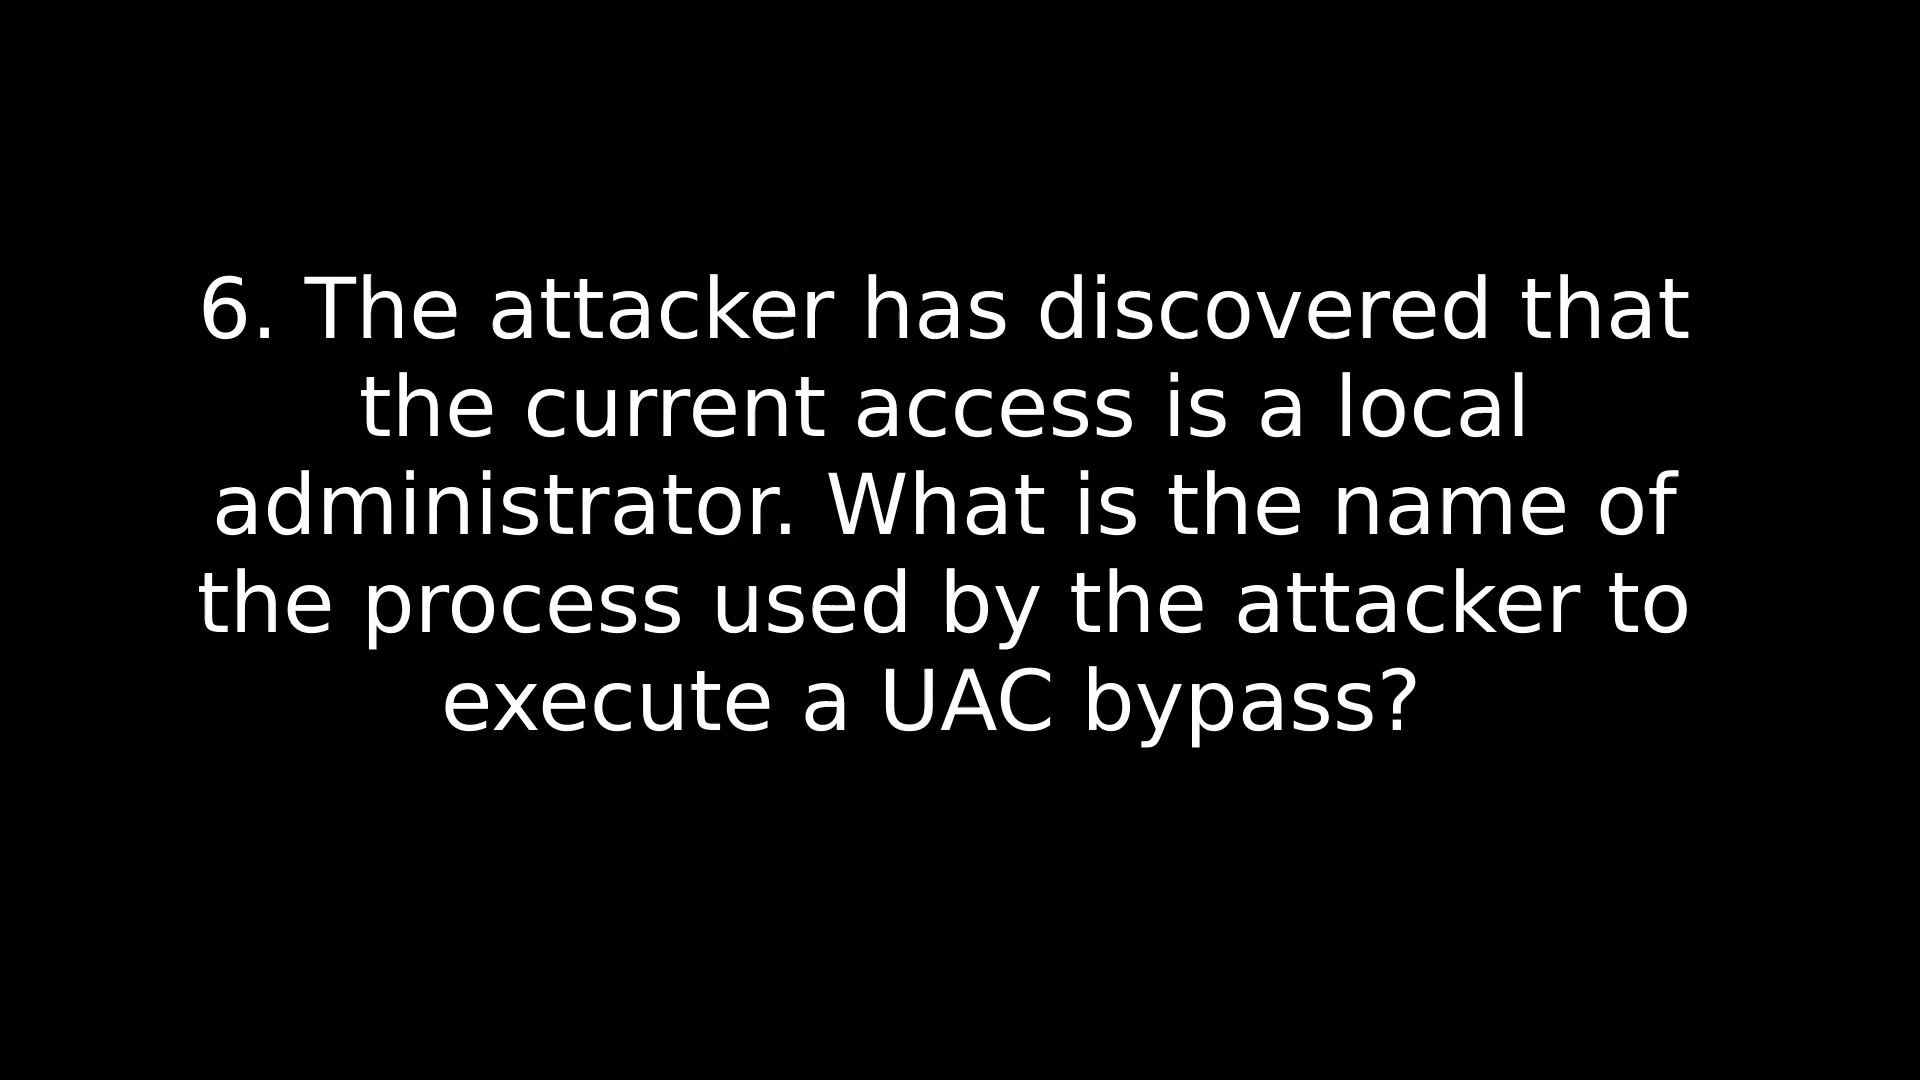 6. The attacker has discovered that
the current access is a local
administrator. What is the name of
the process used by the attacker to
execute a UAC bypass?